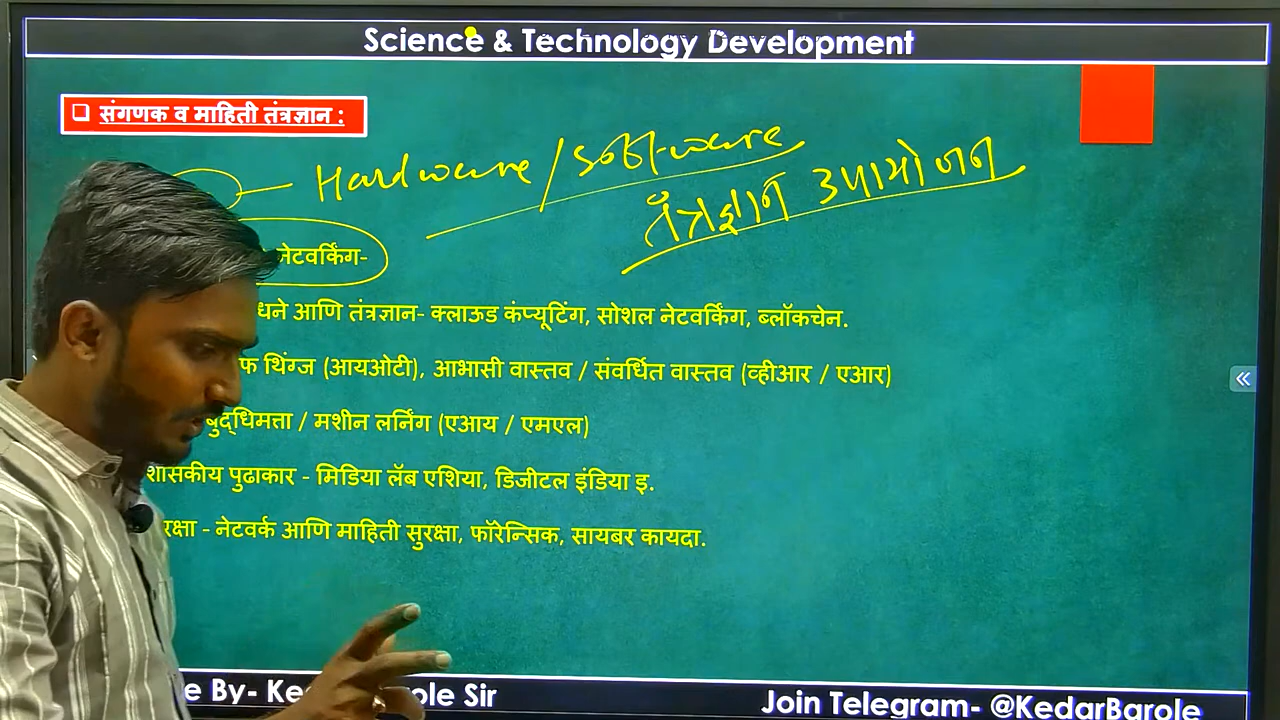 Science & Technology Development
संगणक व माहिती तंत्रज्ञान :
Hardware / Software
तंत्रज्ञान उपायोजन
नेटवर्किंग-
धने आणि तंत्रज्ञान- क्लाऊड कंप्यूटिंग, सोशल नेटवर्किंग, ब्लॉकचेन.
फ थिंग्ज (आयओटी), आभासी वास्तव / संवर्धित वास्तव (व्हीआर / एआर)
बुद्धिमत्ता / मशीन लर्निंग (एआय / एमएल)
शासकीय पुढाकार - मिडिया लॅब एशिया, डिजीटल इंडिया इ.
रक्षा - नेटवर्क आणि माहिती सुरक्षा, फॉरेन्सिक, सायबर कायदा.
e By- Ke role Sir
Join Telegram- @KedarBarole